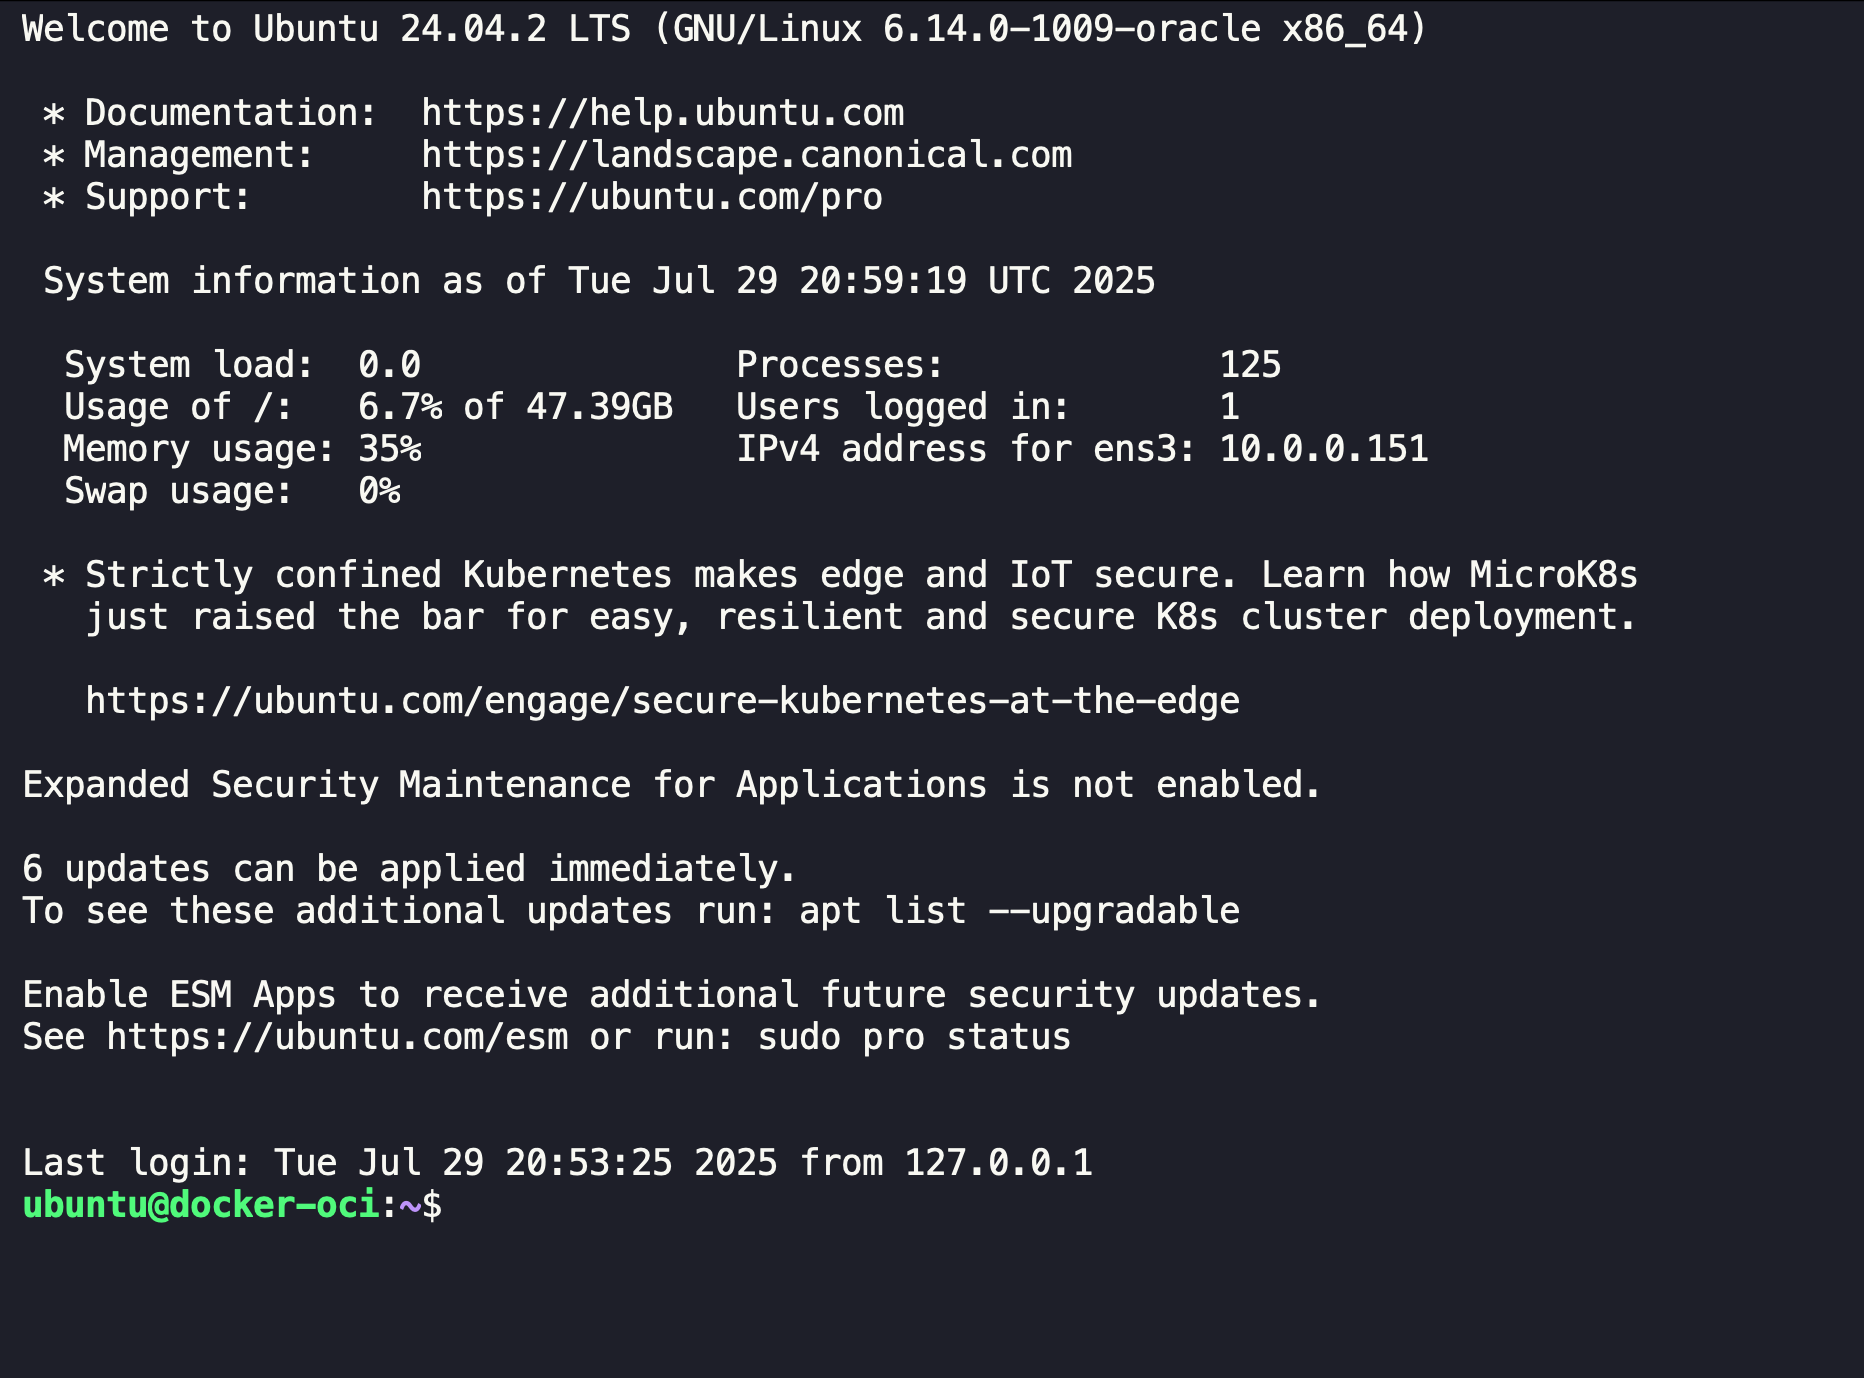 Welcome to Ubuntu 24.04.2 LTS (GNU/Linux 6.14.0-1009-oracle x86_64)

 * Documentation:  https://help.ubuntu.com
 * Management:     https://landscape.canonical.com
 * Support:        https://ubuntu.com/pro

 System information as of Tue Jul 29 20:59:19 UTC 2025

  System load:  0.0               Processes:             125
  Usage of /:   6.7% of 47.39GB   Users logged in:       1
  Memory usage: 35%               IPv4 address for ens3: 10.0.0.151
  Swap usage:   0%

 * Strictly confined Kubernetes makes edge and IoT secure. Learn how MicroK8s
   just raised the bar for easy, resilient and secure K8s cluster deployment.

   https://ubuntu.com/engage/secure-kubernetes-at-the-edge

Expanded Security Maintenance for Applications is not enabled.

6 updates can be applied immediately.
To see these additional updates run: apt list --upgradable

Enable ESM Apps to receive additional future security updates.
See https://ubuntu.com/esm or run: sudo pro status


Last login: Tue Jul 29 20:53:25 2025 from 127.0.0.1
ubuntu@docker-oci:~$